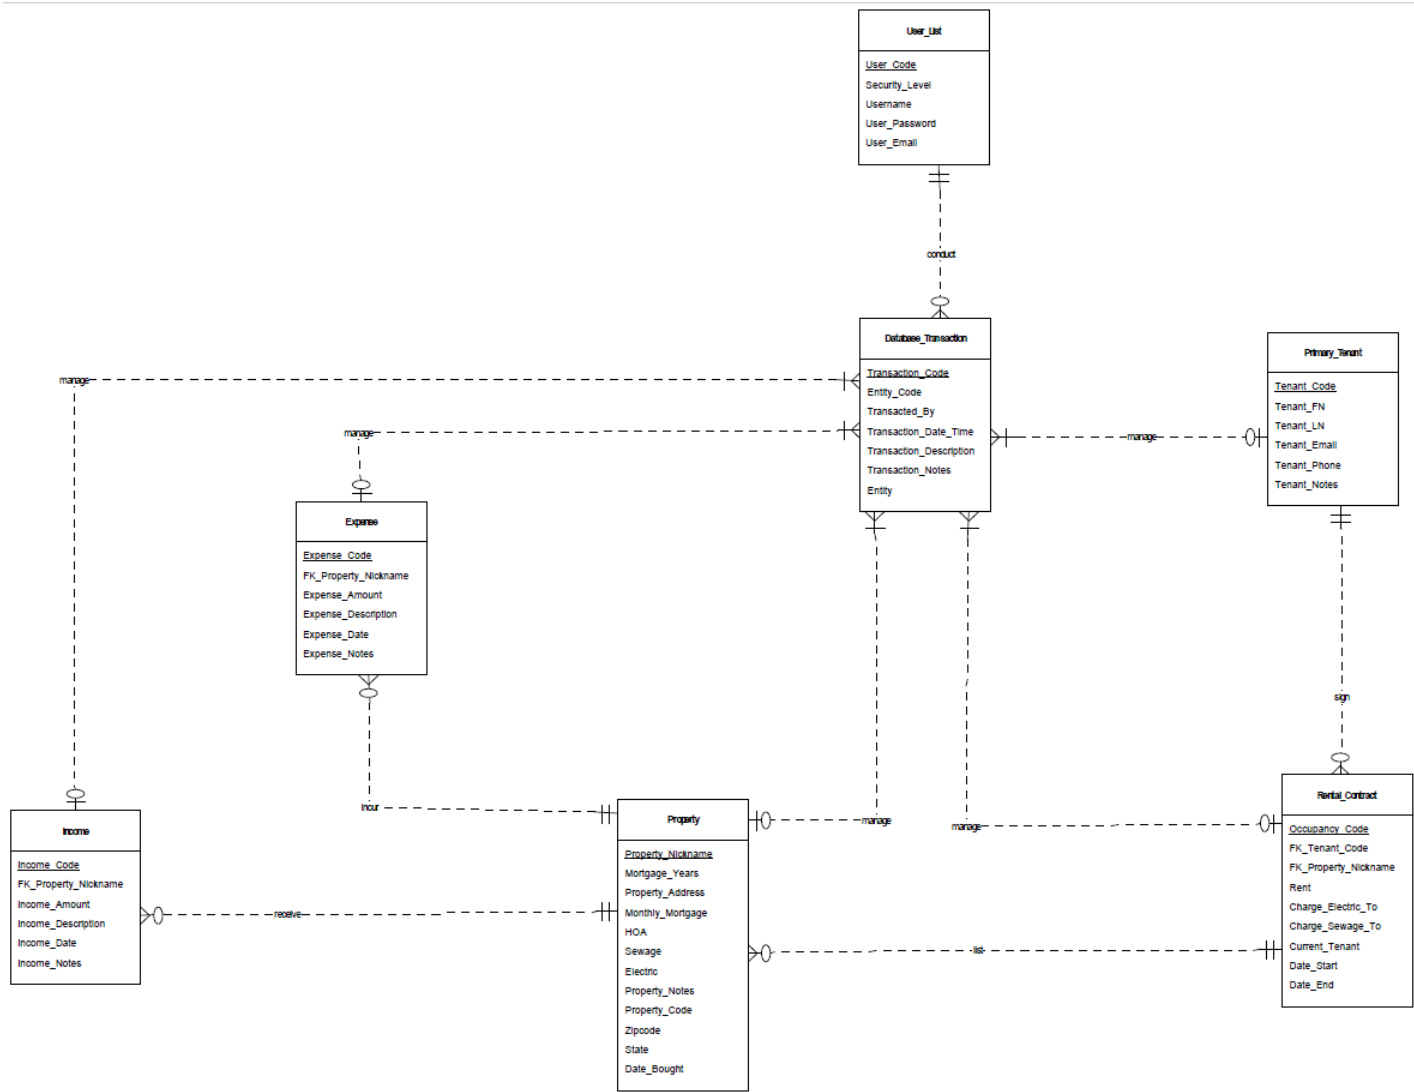 User_List
User_Code
Security_Level
Username
User_Password
User_Email
conduct
Database_Transaction
Transaction_Code
Entity_Code
Transacted_By
Transaction_Date_Time
Transaction_Description
Transaction_Notes
Entity
Primary_Tenant
Tenant_Code
Tenant_FN
Tenant_LN
Tenant_Email
Tenant_Phone
Tenant_Notes
manage
manage
manage
Expense
Expense_Code
FK_Property_Nickname
Expense_Amount
Expense_Description
Expense_Date
Expense_Notes
sign
incur
manage
manage
Income
Income_Code
FK_Property_Nickname
Income_Amount
Income_Description
Income_Date
Income_Notes
receive
Property
Property_Nickname
Mortgage_Years
Property_Address
Monthly_Mortgage
HOA
Sewage
Electric
Property_Notes
Property_Code
Zipcode
State
Date_Bought
list
Rental_Contract
Occupancy_Code
FK_Tenant_Code
FK_Property_Nickname
Rent
Charge_Electric_To
Charge_Sewage_To
Current_Tenant
Date_Start
Date_End